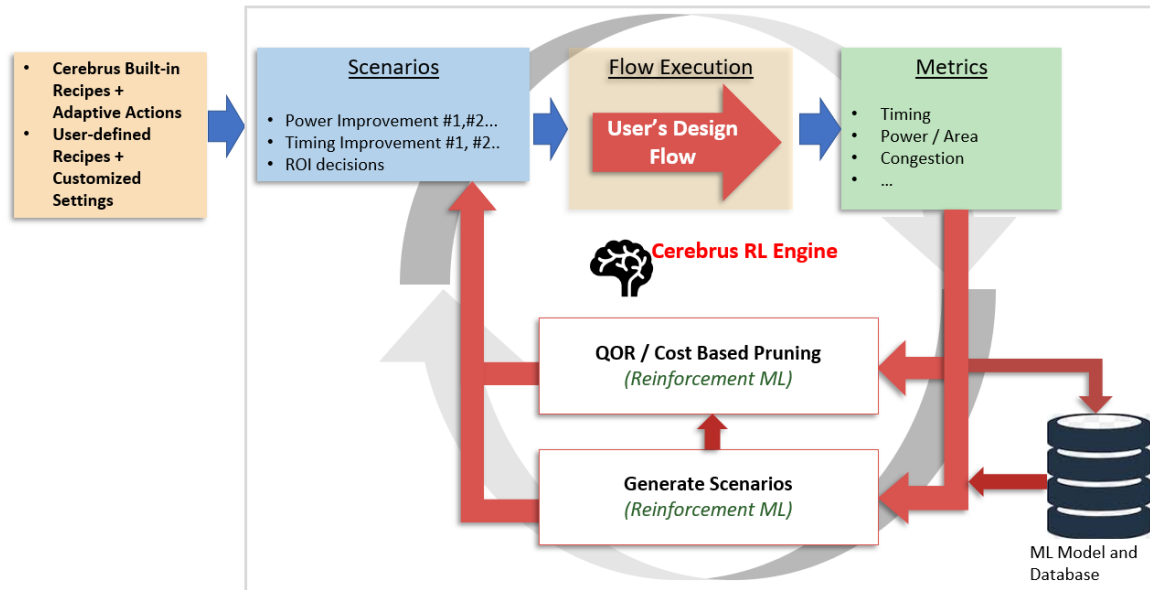 • Cerebrus Built-in
Recipes +
Adaptive Actions
• User-defined
Recipes +
Customized
Settings
Scenarios
• Power Improvement #1,#2...
• Timing Improvement #1, #2..
• ROI decisions
Flow Execution
User's Design
Flow
Metrics
• Timing
• Power / Area
• Congestion
• ...
Cerebrus RL Engine
QOR / Cost Based Pruning
(Reinforcement ML)
Generate Scenarios
(Reinforcement ML)
ML Model and
Database